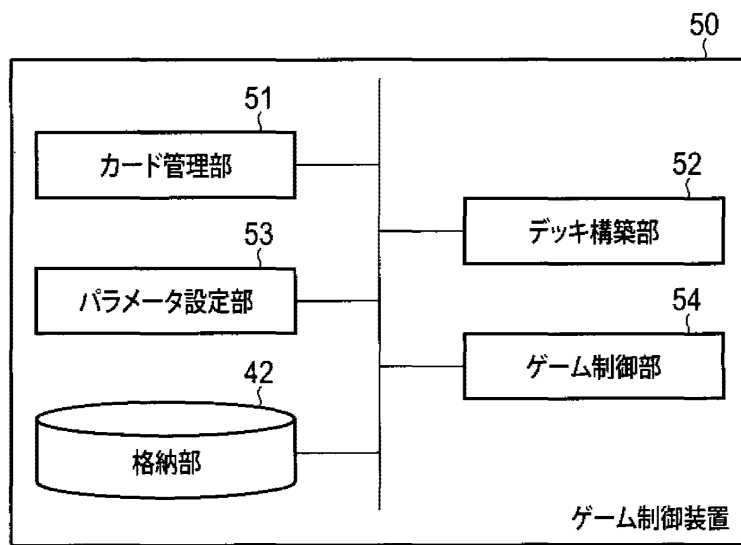 50
51
カード管理部
52
デッキ構築部
53
パラメータ設定部
54
ゲーム制御部
42
格納部
ゲーム制御装置